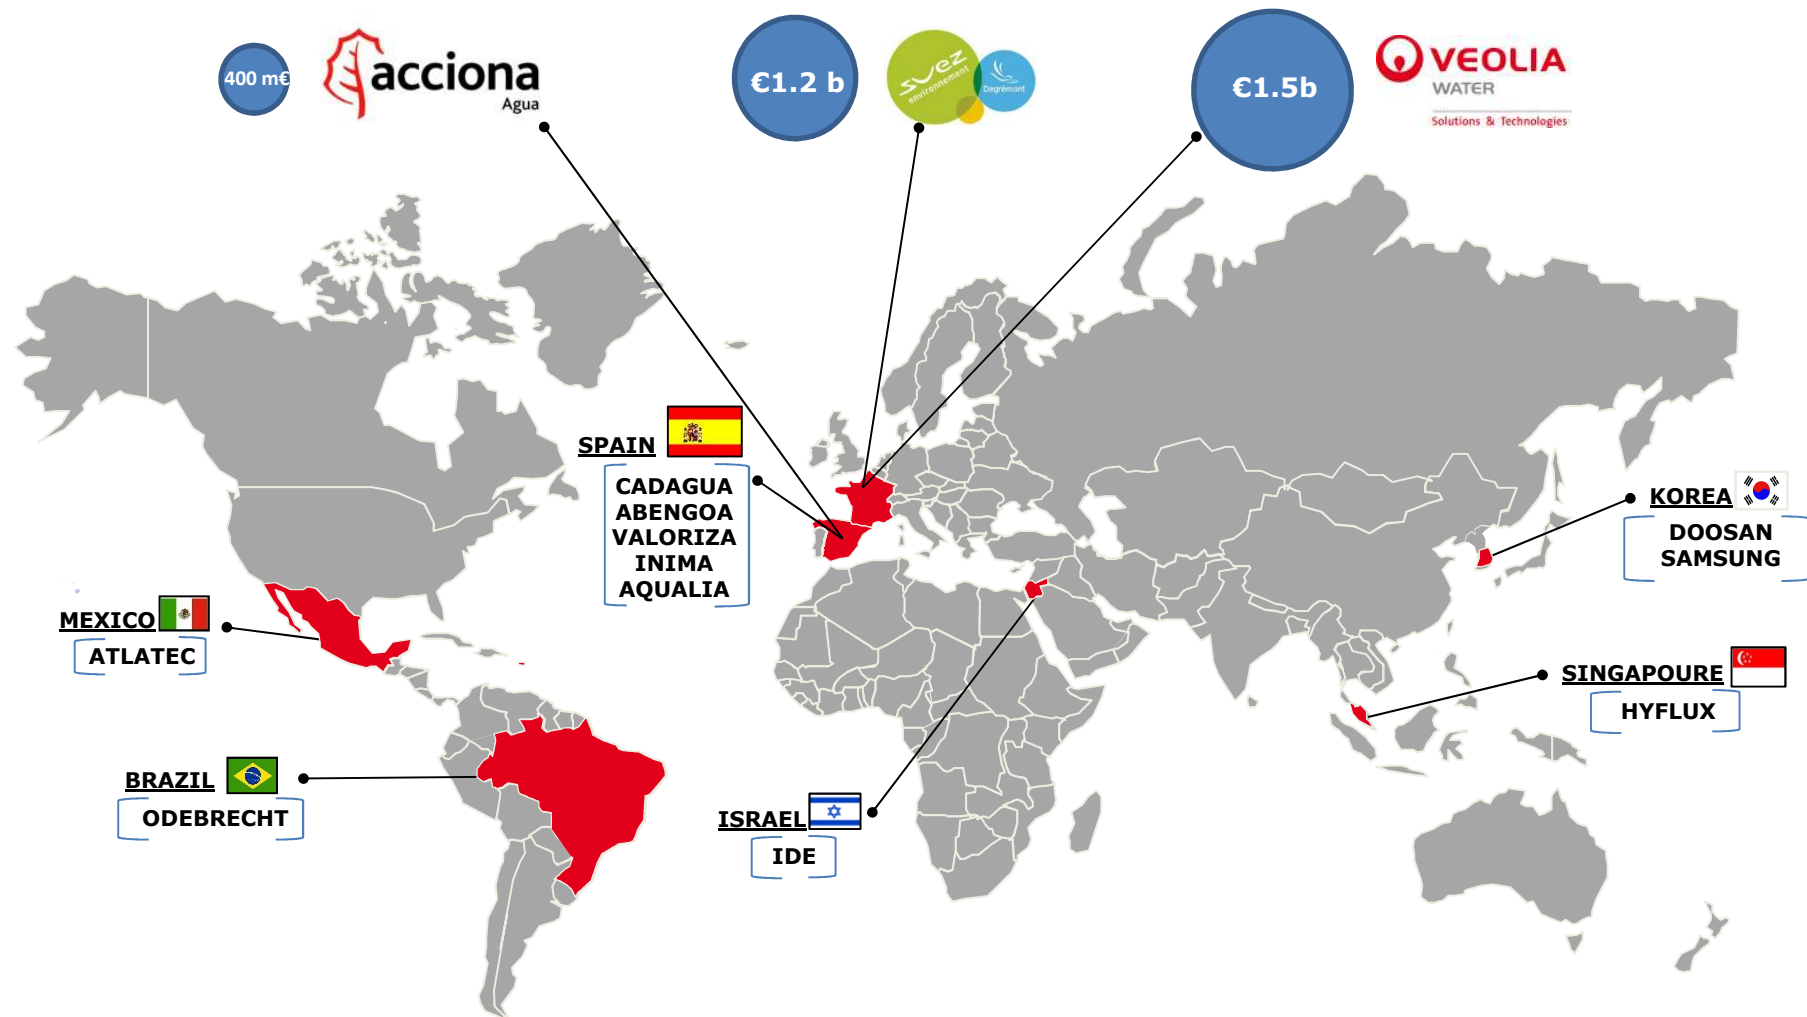 400 m€
acciona
Agua
€1.2 b
suez
environnement
Degrémont
€1.5b
VEOLIA
WATER
Solutions & Technologies
SPAIN
CADAGUA
ABENGOA
VALORIZA
INIMA
AQUALIA
KOREA
DOOSAN
SAMSUNG
MEXICO
ATLATEC
SINGAPOURE
HYFLUX
BRAZIL
ODEBRECHT
ISRAEL
IDE